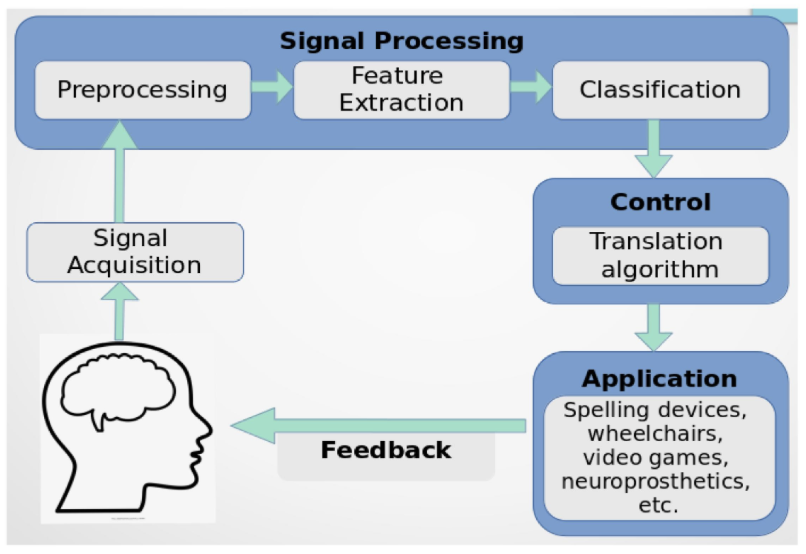 Signal Processing
Preprocessing
Feature
Extraction
Classification
Control
Translation
algorithm
Signal
Acquisition
Application
Spelling devices,
wheelchairs,
video games,
neuroprosthetics,
etc.
Feedback